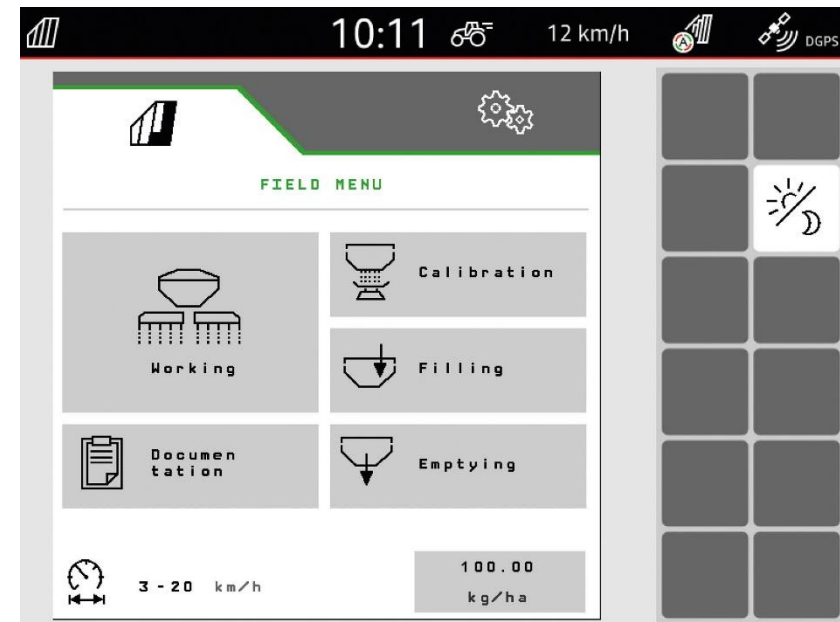 10:11
12 km/h
A
DGPS
FIELD MENU
Working
Calibration
Filling
Documen
tation
Emptying
3-20 km/h
100.00
kg/ha